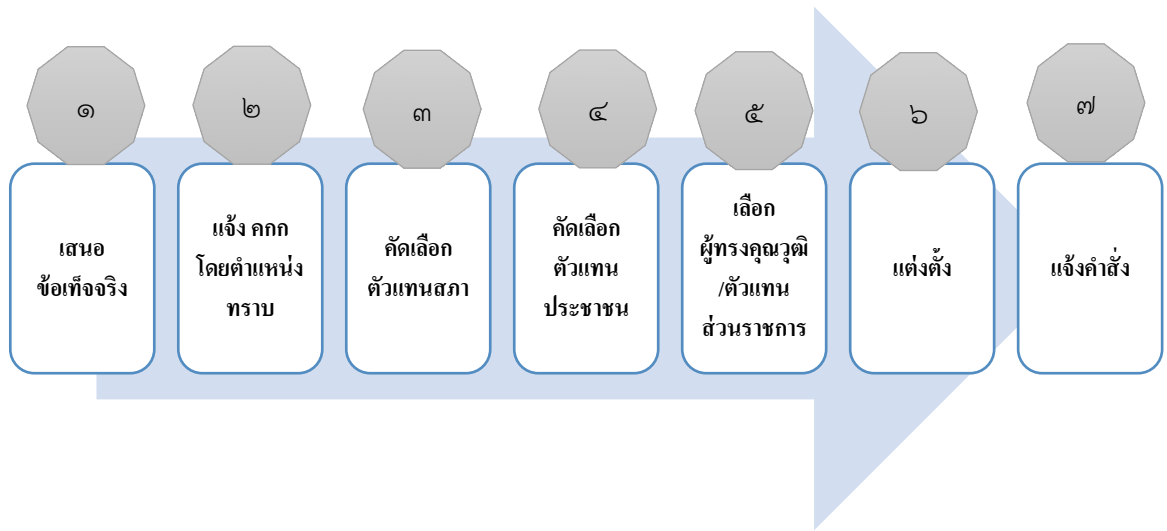 ๑
เสนอ
ข้อเท็จจริง
๒
แจ้ง คกก
โดยตำแหน่ง
ทราบ
๓
คัดเลือก
ตัวแทนสภา
๔
คัดเลือก
ตัวแทน
ประชาชน
๕
เลือก
ผู้ทรงคุณวุฒิ
/ตัวแทน
ส่วนราชการ
๖
แต่งตั้ง
๗
แจ้งคำสั่ง